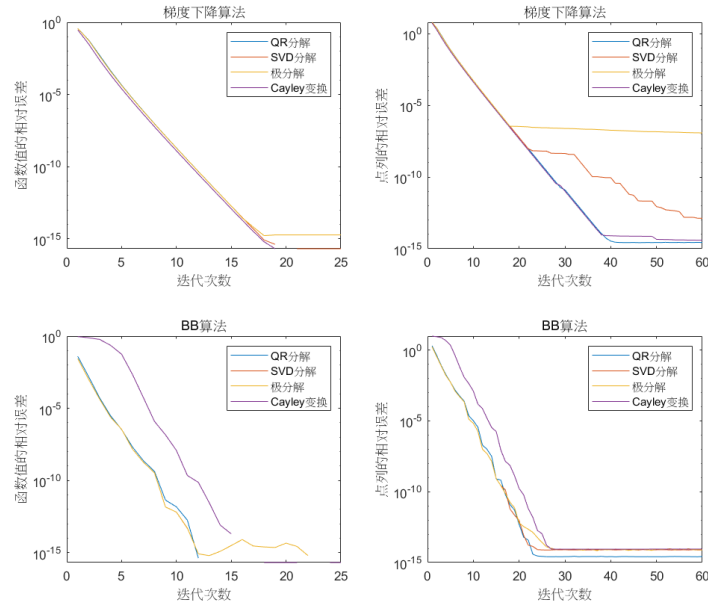 梯度下降算法
10^0
10^-5
10^-10
10^-15
函数值的相对误差
QR分解
SVD分解
极分解
Cayley变换
0 5 10 15 20 25
迭代次数
梯度下降算法
10^0
10^-5
10^-10
10^-15
点列的相对误差
QR分解
SVD分解
极分解
Cayley变换
0 10 20 30 40 50 60
迭代次数
BB算法
10^0
10^-5
10^-10
10^-15
函数值的相对误差
QR分解
SVD分解
极分解
Cayley变换
0 5 10 15 20 25
迭代次数
BB算法
10^0
10^-5
10^-10
10^-15
点列的相对误差
QR分解
SVD分解
极分解
Cayley变换
0 10 20 30 40 50 60
迭代次数